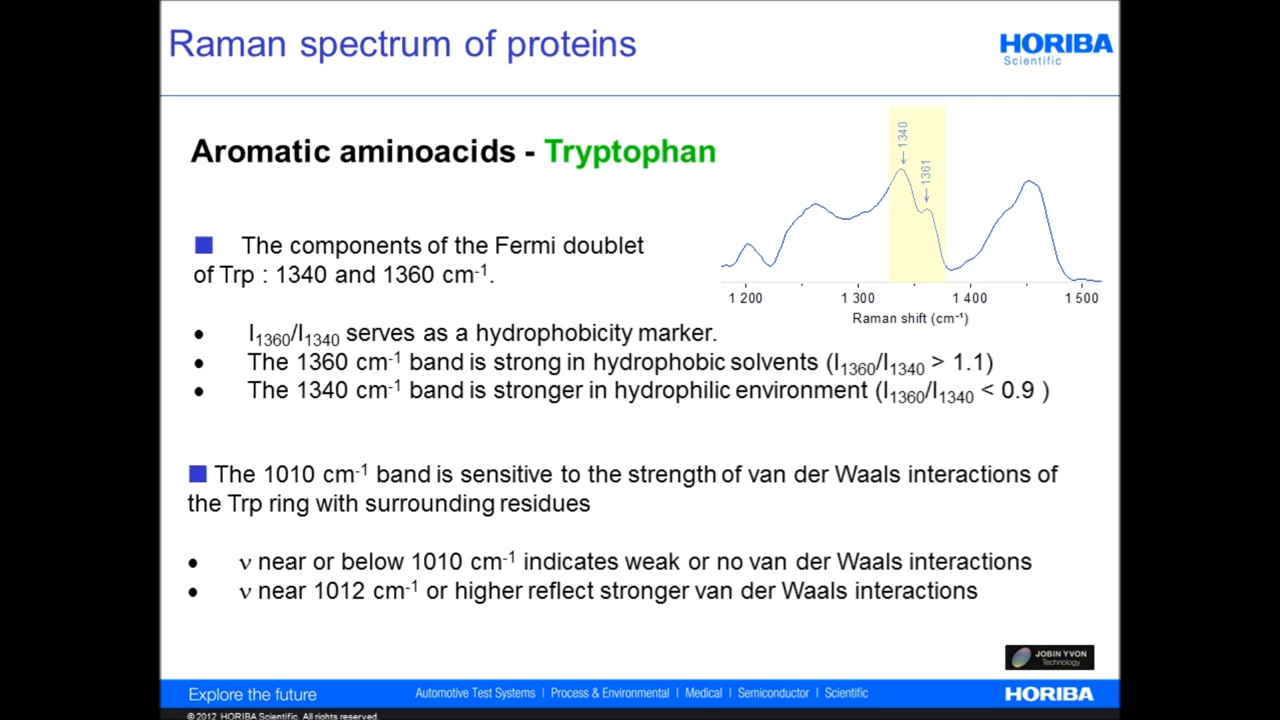 Raman spectrum of proteins
HORIBA
Scientific
Aromatic aminoacids - Tryptophan
1340
1361
1 200
1 300
1 400
1 500
Raman shift (cm⁻¹)
■ The components of the Fermi doublet
of Trp : 1340 and 1360 cm⁻¹.
• I₁₃₆₀/I₁₃₄₀ serves as a hydrophobicity marker.
• The 1360 cm⁻¹ band is strong in hydrophobic solvents (I₁₃₆₀/I₁₃₄₀ > 1.1)
• The 1340 cm⁻¹ band is stronger in hydrophilic environment (I₁₃₆₀/I₁₃₄₀ < 0.9 )
■ The 1010 cm⁻¹ band is sensitive to the strength of van der Waals interactions of
the Trp ring with surrounding residues
• ν near or below 1010 cm⁻¹ indicates weak or no van der Waals interactions
• ν near 1012 cm⁻¹ or higher reflect stronger van der Waals interactions
JOBIN YVON
Technology
Explore the future
Automotive Test Systems | Process & Environmental | Medical | Semiconductor | Scientific
HORIBA
© 2012 HORIBA Scientific. All rights reserved.